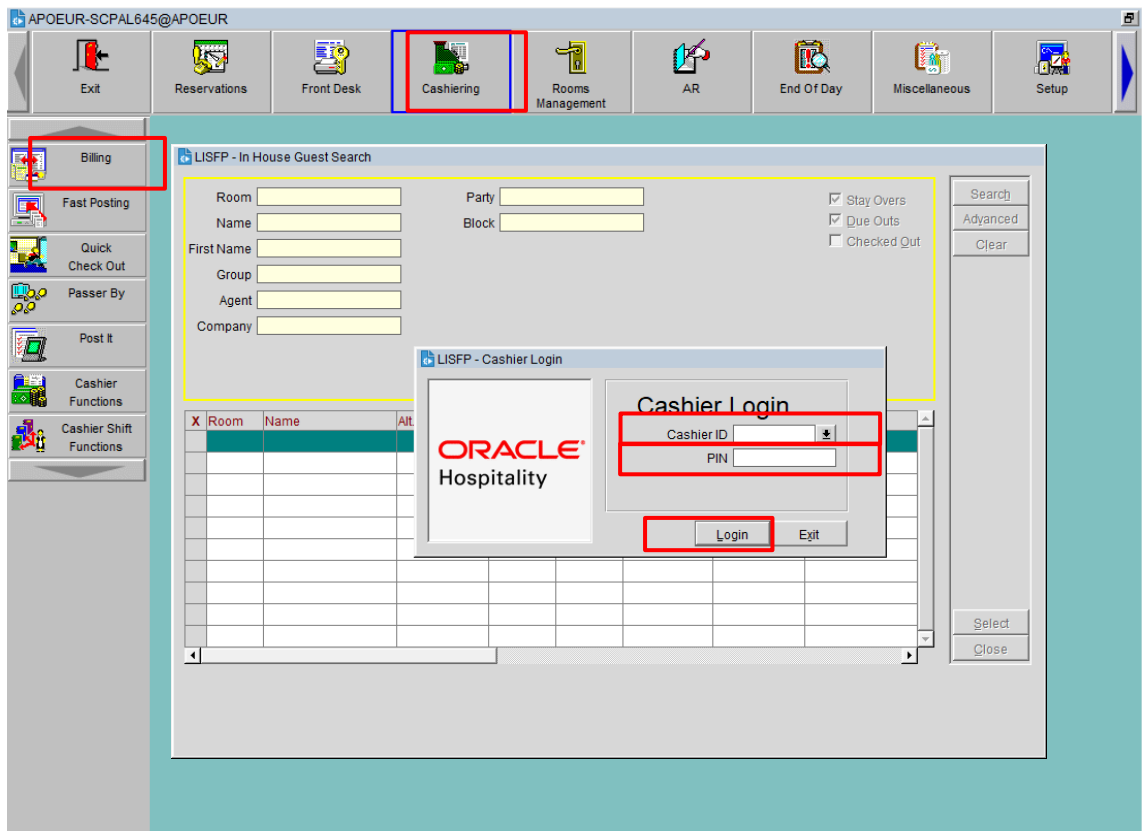 APOEUR-SCPAL645@APOEUR
Exit
Reservations
Front Desk
Cashiering
Rooms
Management
AR
End Of Day
Miscellaneous
Setup
Billing
Fast Posting
Quick
Check Out
Passer By
Post It
Cashier
Functions
Cashier Shift
Functions
LISFP - In House Guest Search
Room
Party
Stay Overs
Search
Name
Block
Due Outs
Advanced
First Name
Checked Out
Clear
Group
Agent
Company
LISFP - Cashier Login
Cashier Login
Cashier ID
PIN
ORACLE
Hospitality
Login
Exit
X Room Name Alt.
Select
Close